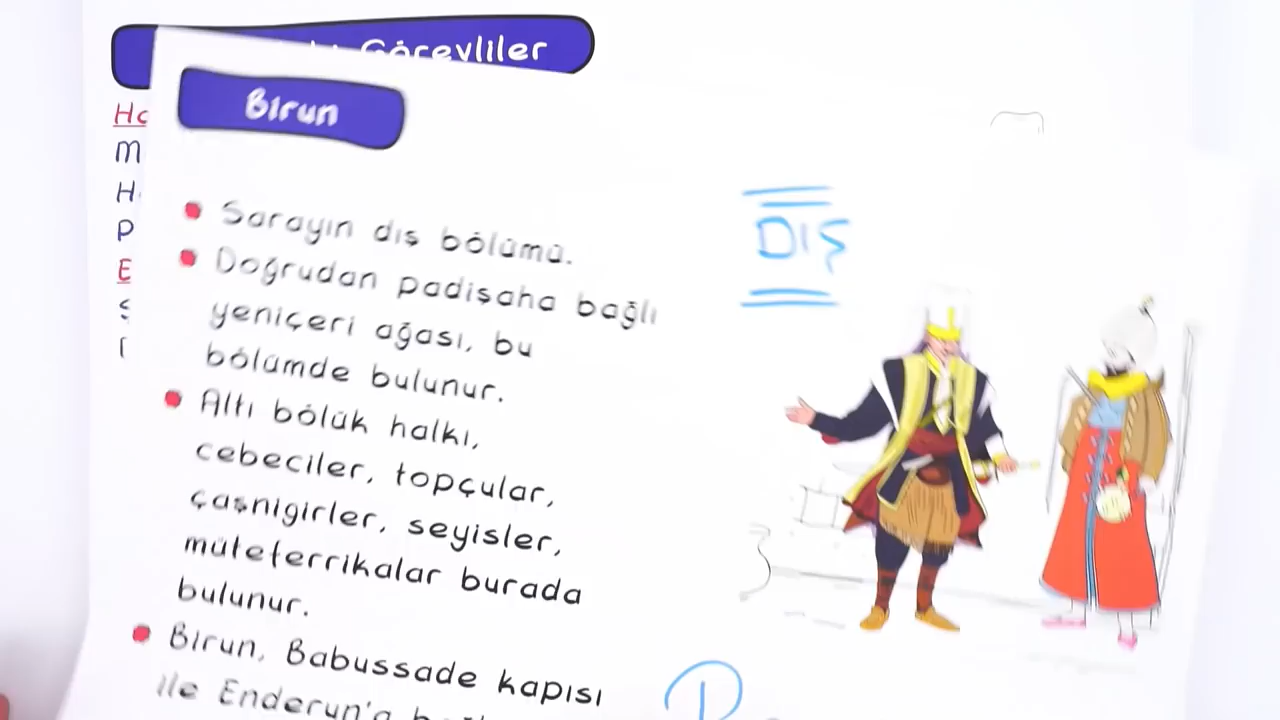 Görevliler
Birun
Sarayın dış bölümü.
Doğrudan padişaha bağlı
yeniçeri ağası, bu
bölümde bulunur.
Altı bölük halkı,
cebeciler, topçular,
çaşnigirler, seyisler,
müteferrikalar burada
bulunur.
Birun, Babussade kapısı
ile Enderun'a
DIŞ
H
M
H
P
E
Ş